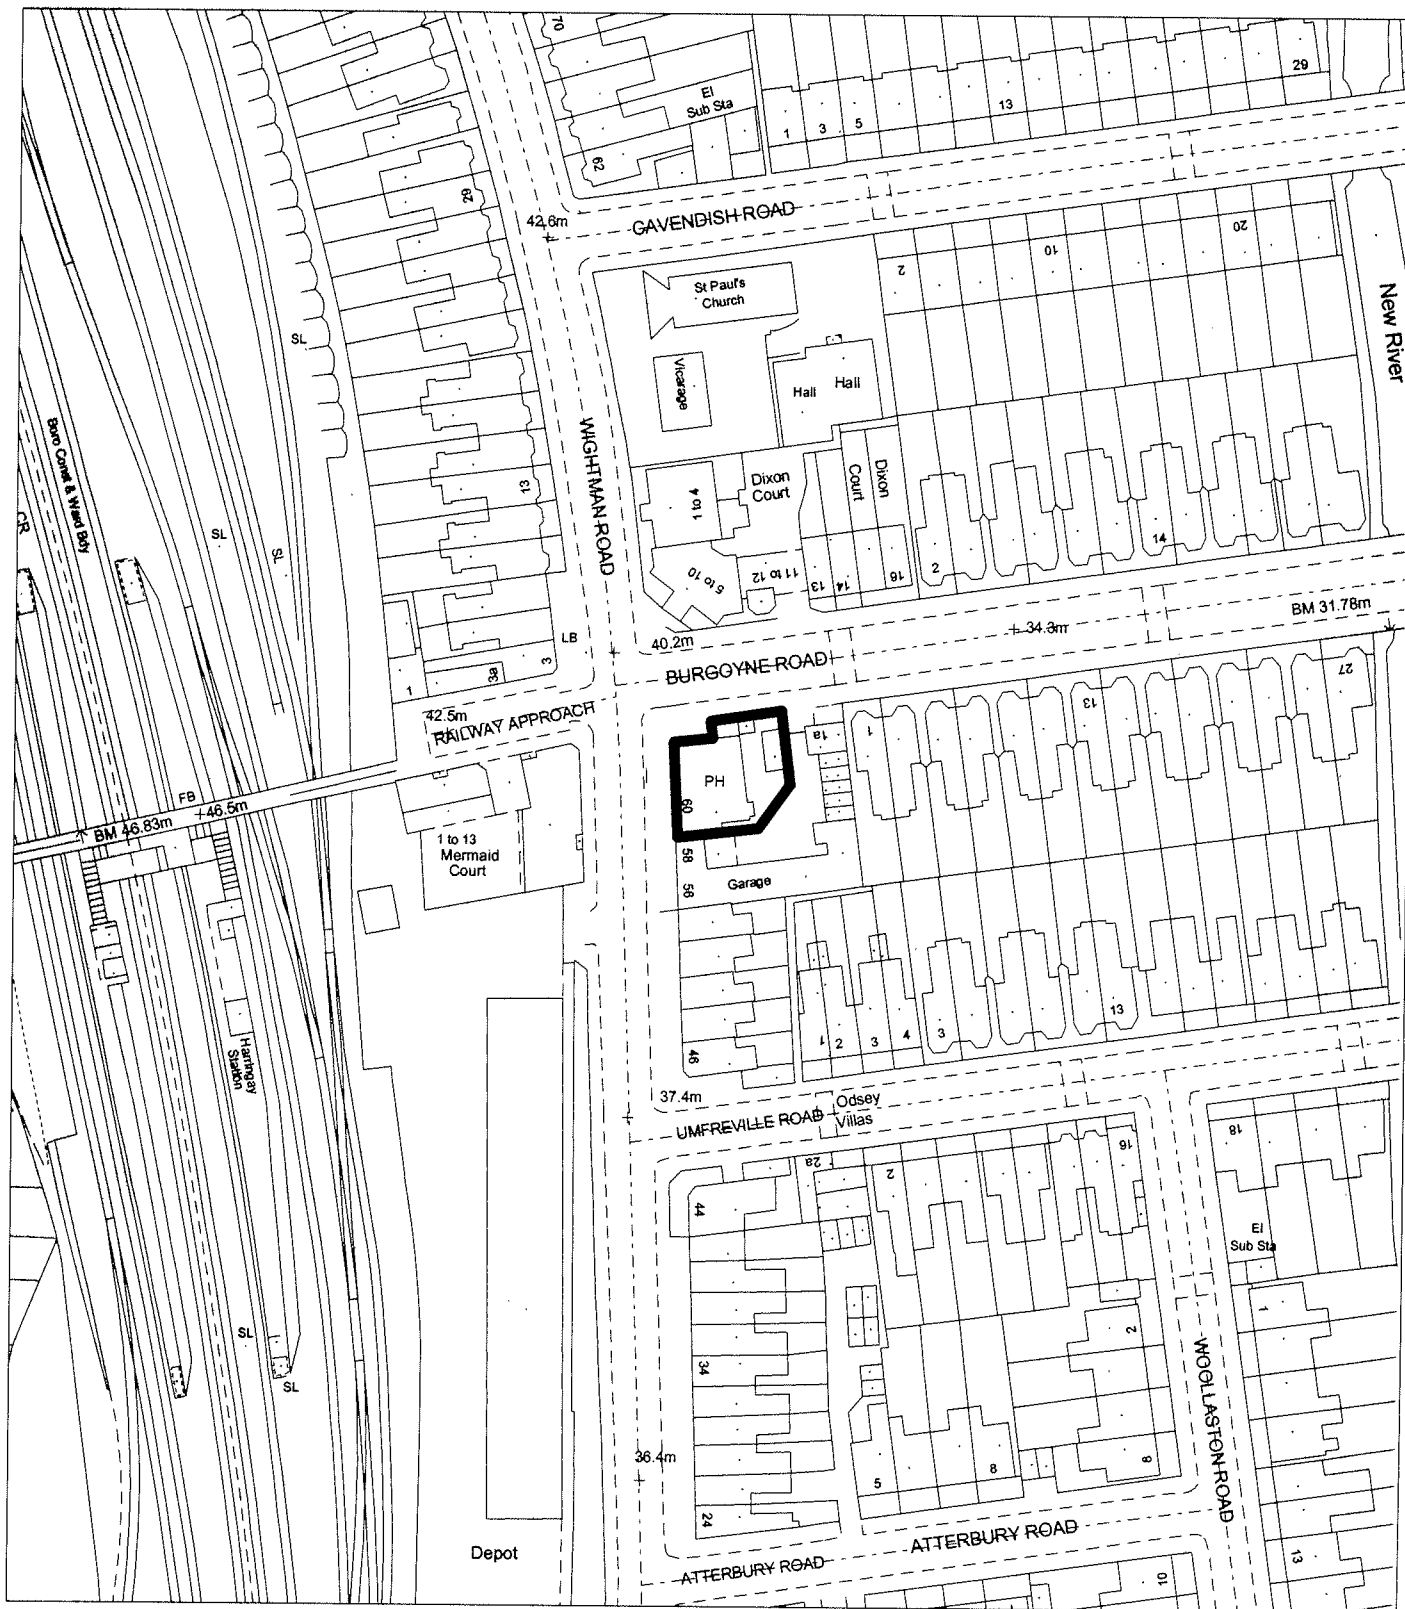 70
El
Sub Sta
62
1
3
5
13
29
29
42.6m
CAVENDISH ROAD
2
10
20
New River
St Paul's
Church
Vicarage
Hall
Hall
SL
SL
SL
Boro Const & Ward Bdy
CR
WIGHTMAN ROAD
13
1 to 4
Dixon
Court
Dixon
Court
5 to 10
11 to 12
13
14
16
2
14
BM 31.78m
34.3m
40.2m
LB
BURGOYNE ROAD
1
3a
3
42.5m
RAILWAY APPROACH
FB
46.5m
BM 46.83m
1 to 13
Mermaid
Court
PH
60
58
56
Garage
1a
1
13
27
Harringay
Station
46
1
2
3
4
3
13
37.4m
UMFREVILLE ROAD
Odsey
Villas
44
2a
2
16
18
El
Sub Sta
SL
SL
34
2
1
WOOLLASTON ROAD
36.4m
24
5
8
8
Depot
ATTERBURY ROAD
ATTERBURY ROAD
10
13